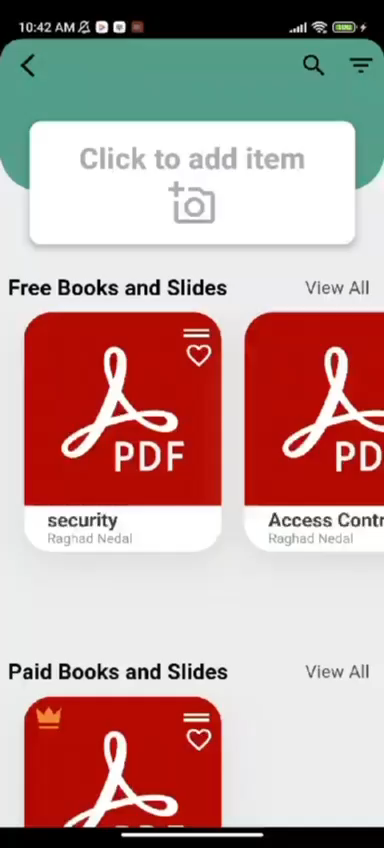 10:42 AM
Click to add item
Free Books and Slides View All
PDF
security
Raghad Nedal
PD
Access Contr
Raghad Nedal
Paid Books and Slides View All